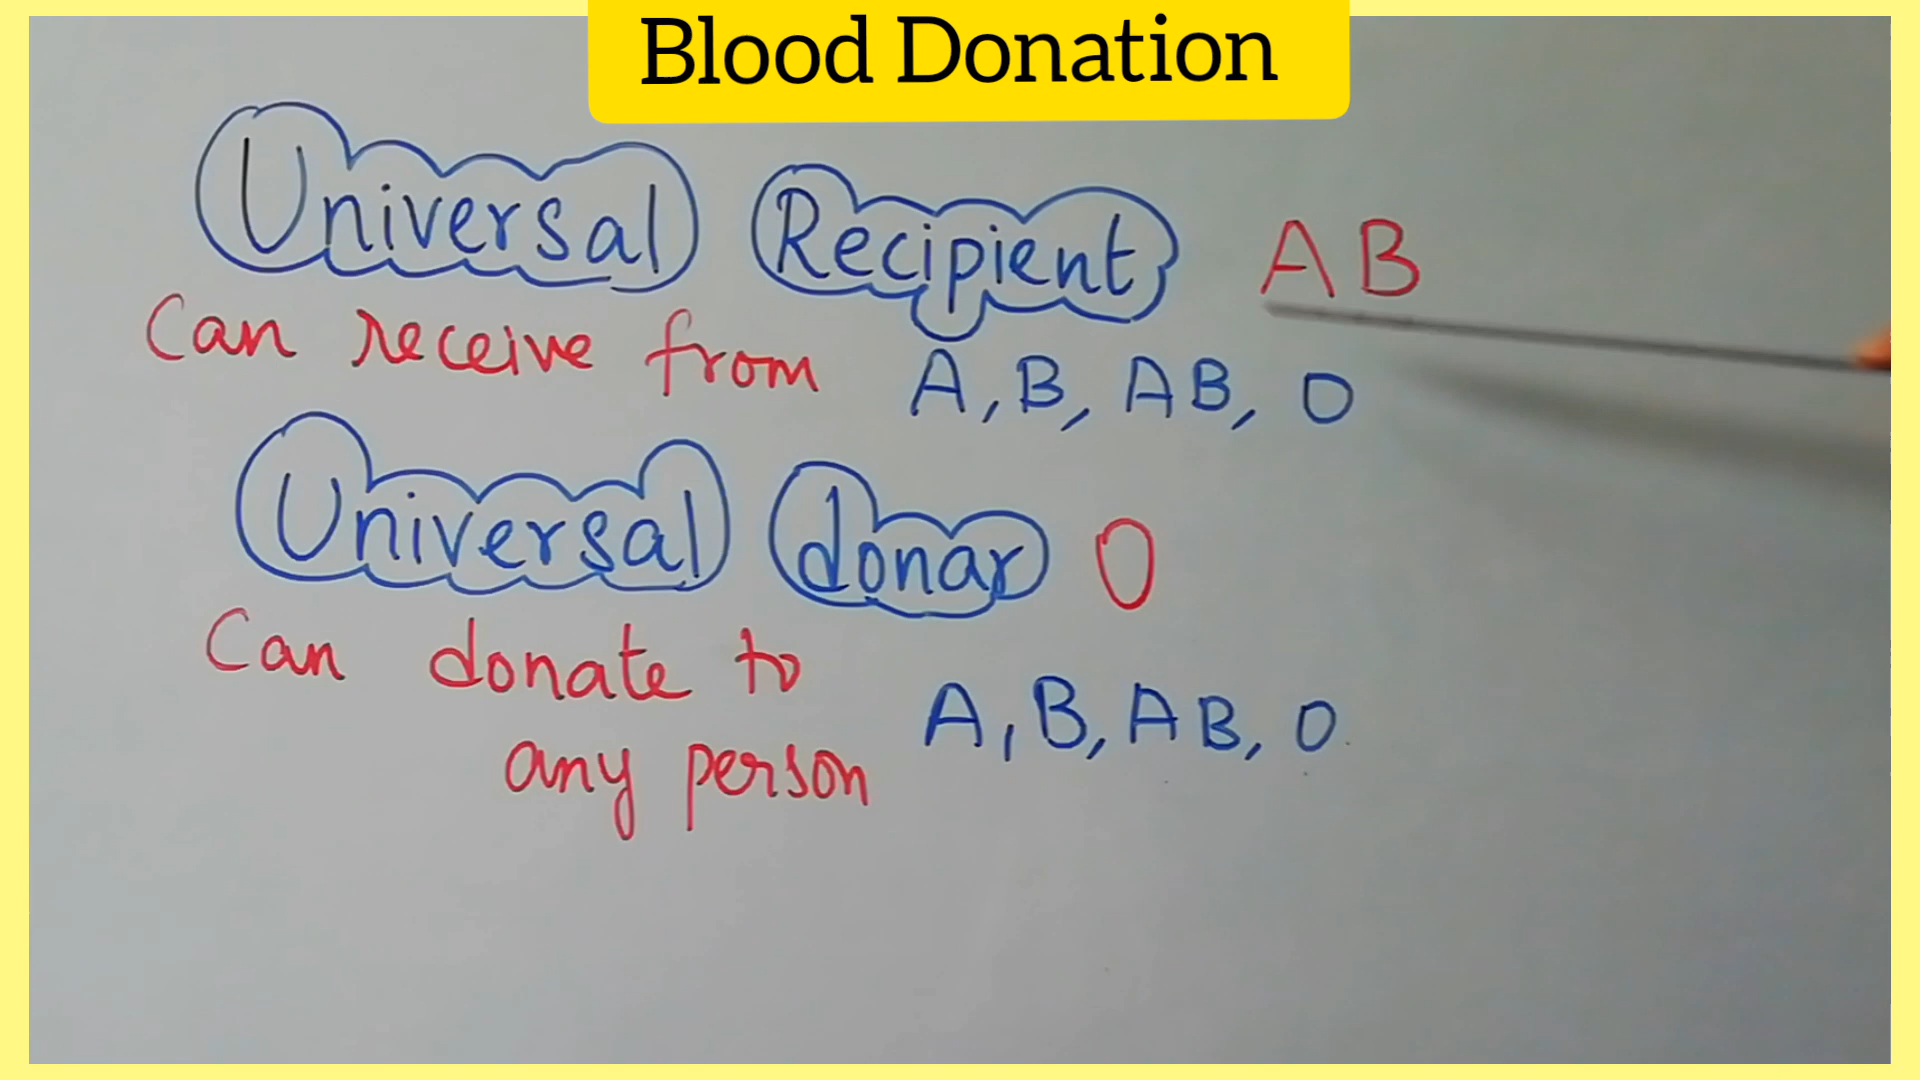 Blood Donation
Universal Recipient AB
Can receive from A, B, AB, O
Universal donar O
Can donate to A, B, AB, O
any person